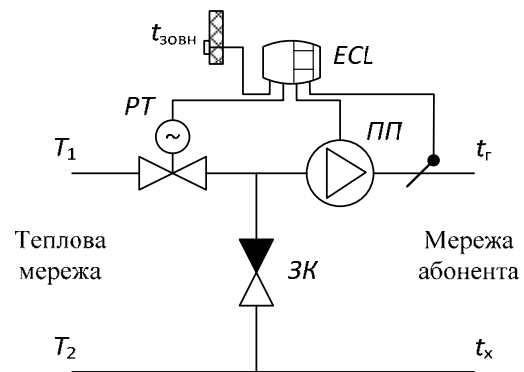 tзовн
ECL
РТ
ПП
T1
tг
Теплова
мережа
Мережа
абонента
ЗК
T2
tх
~